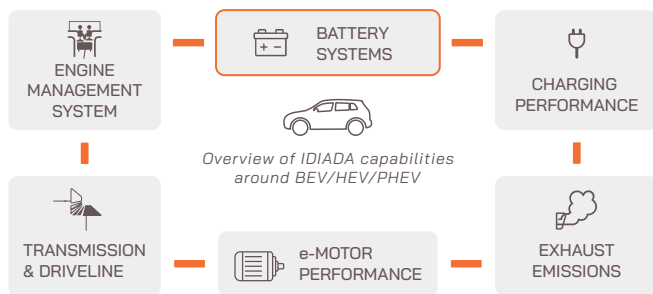 ENGINE
MANAGEMENT
SYSTEM
BATTERY
SYSTEMS
CHARGING
PERFORMANCE
Overview of IDIADA capabilities
around BEV/HEV/PHEV
TRANSMISSION
& DRIVELINE
e-MOTOR
PERFORMANCE
EXHAUST
EMISSIONS